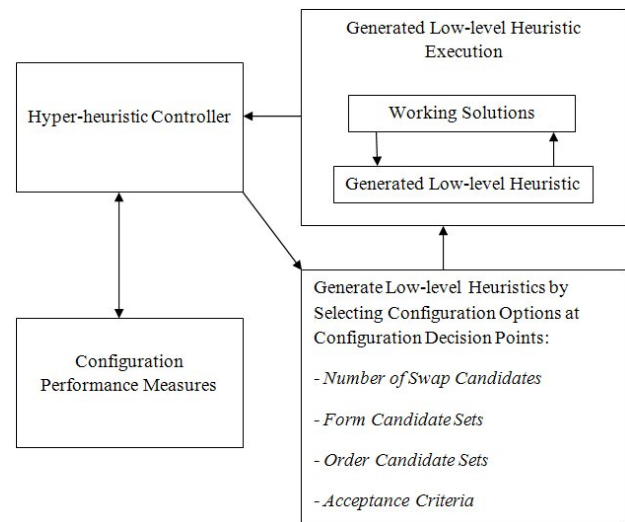 Generated Low-level Heuristic
Execution
Working Solutions
Generated Low-level Heuristic
Hyper-heuristic Controller
Configuration
Performance Measures
Generate Low-level Heuristics by
Selecting Configuration Options at
Configuration Decision Points:
- Number of Swap Candidates
- Form Candidate Sets
- Order Candidate Sets
- Acceptance Criteria